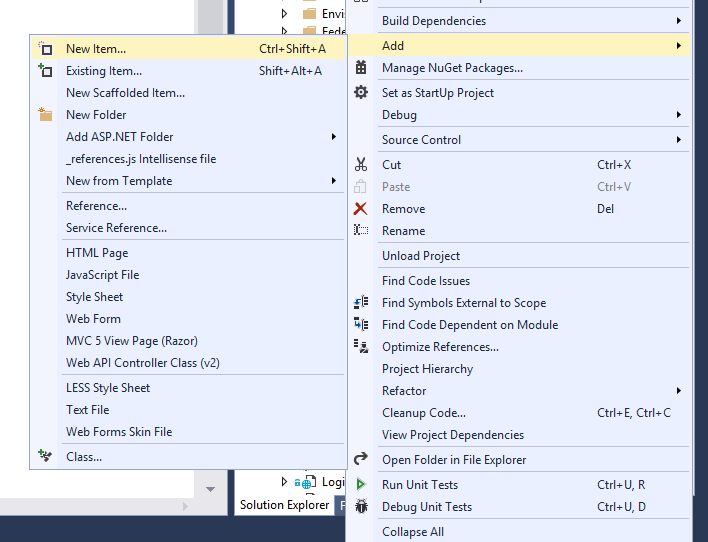 Envis
Fede
Build Dependencies
Add
Manage NuGet Packages...
Set as StartUp Project
Debug
Source Control
Cut Ctrl+X
Paste Ctrl+V
Remove Del
Rename
Unload Project
Find Code Issues
Find Symbols External to Scope
Find Code Dependent on Module
Optimize References...
Project Hierarchy
Refactor
Cleanup Code... Ctrl+E, Ctrl+C
View Project Dependencies
Open Folder in File Explorer
Run Unit Tests Ctrl+U, R
Debug Unit Tests Ctrl+U, D
Collapse All
New Item... Ctrl+Shift+A
Existing Item... Shift+Alt+A
New Scaffolded Item...
New Folder
Add ASP.NET Folder
_references.js Intellisense file
New from Template
Reference...
Service Reference...
HTML Page
JavaScript File
Style Sheet
Web Form
MVC 5 View Page (Razor)
Web API Controller Class (v2)
LESS Style Sheet
Text File
Web Forms Skin File
Class...
Logi
Solution Explorer